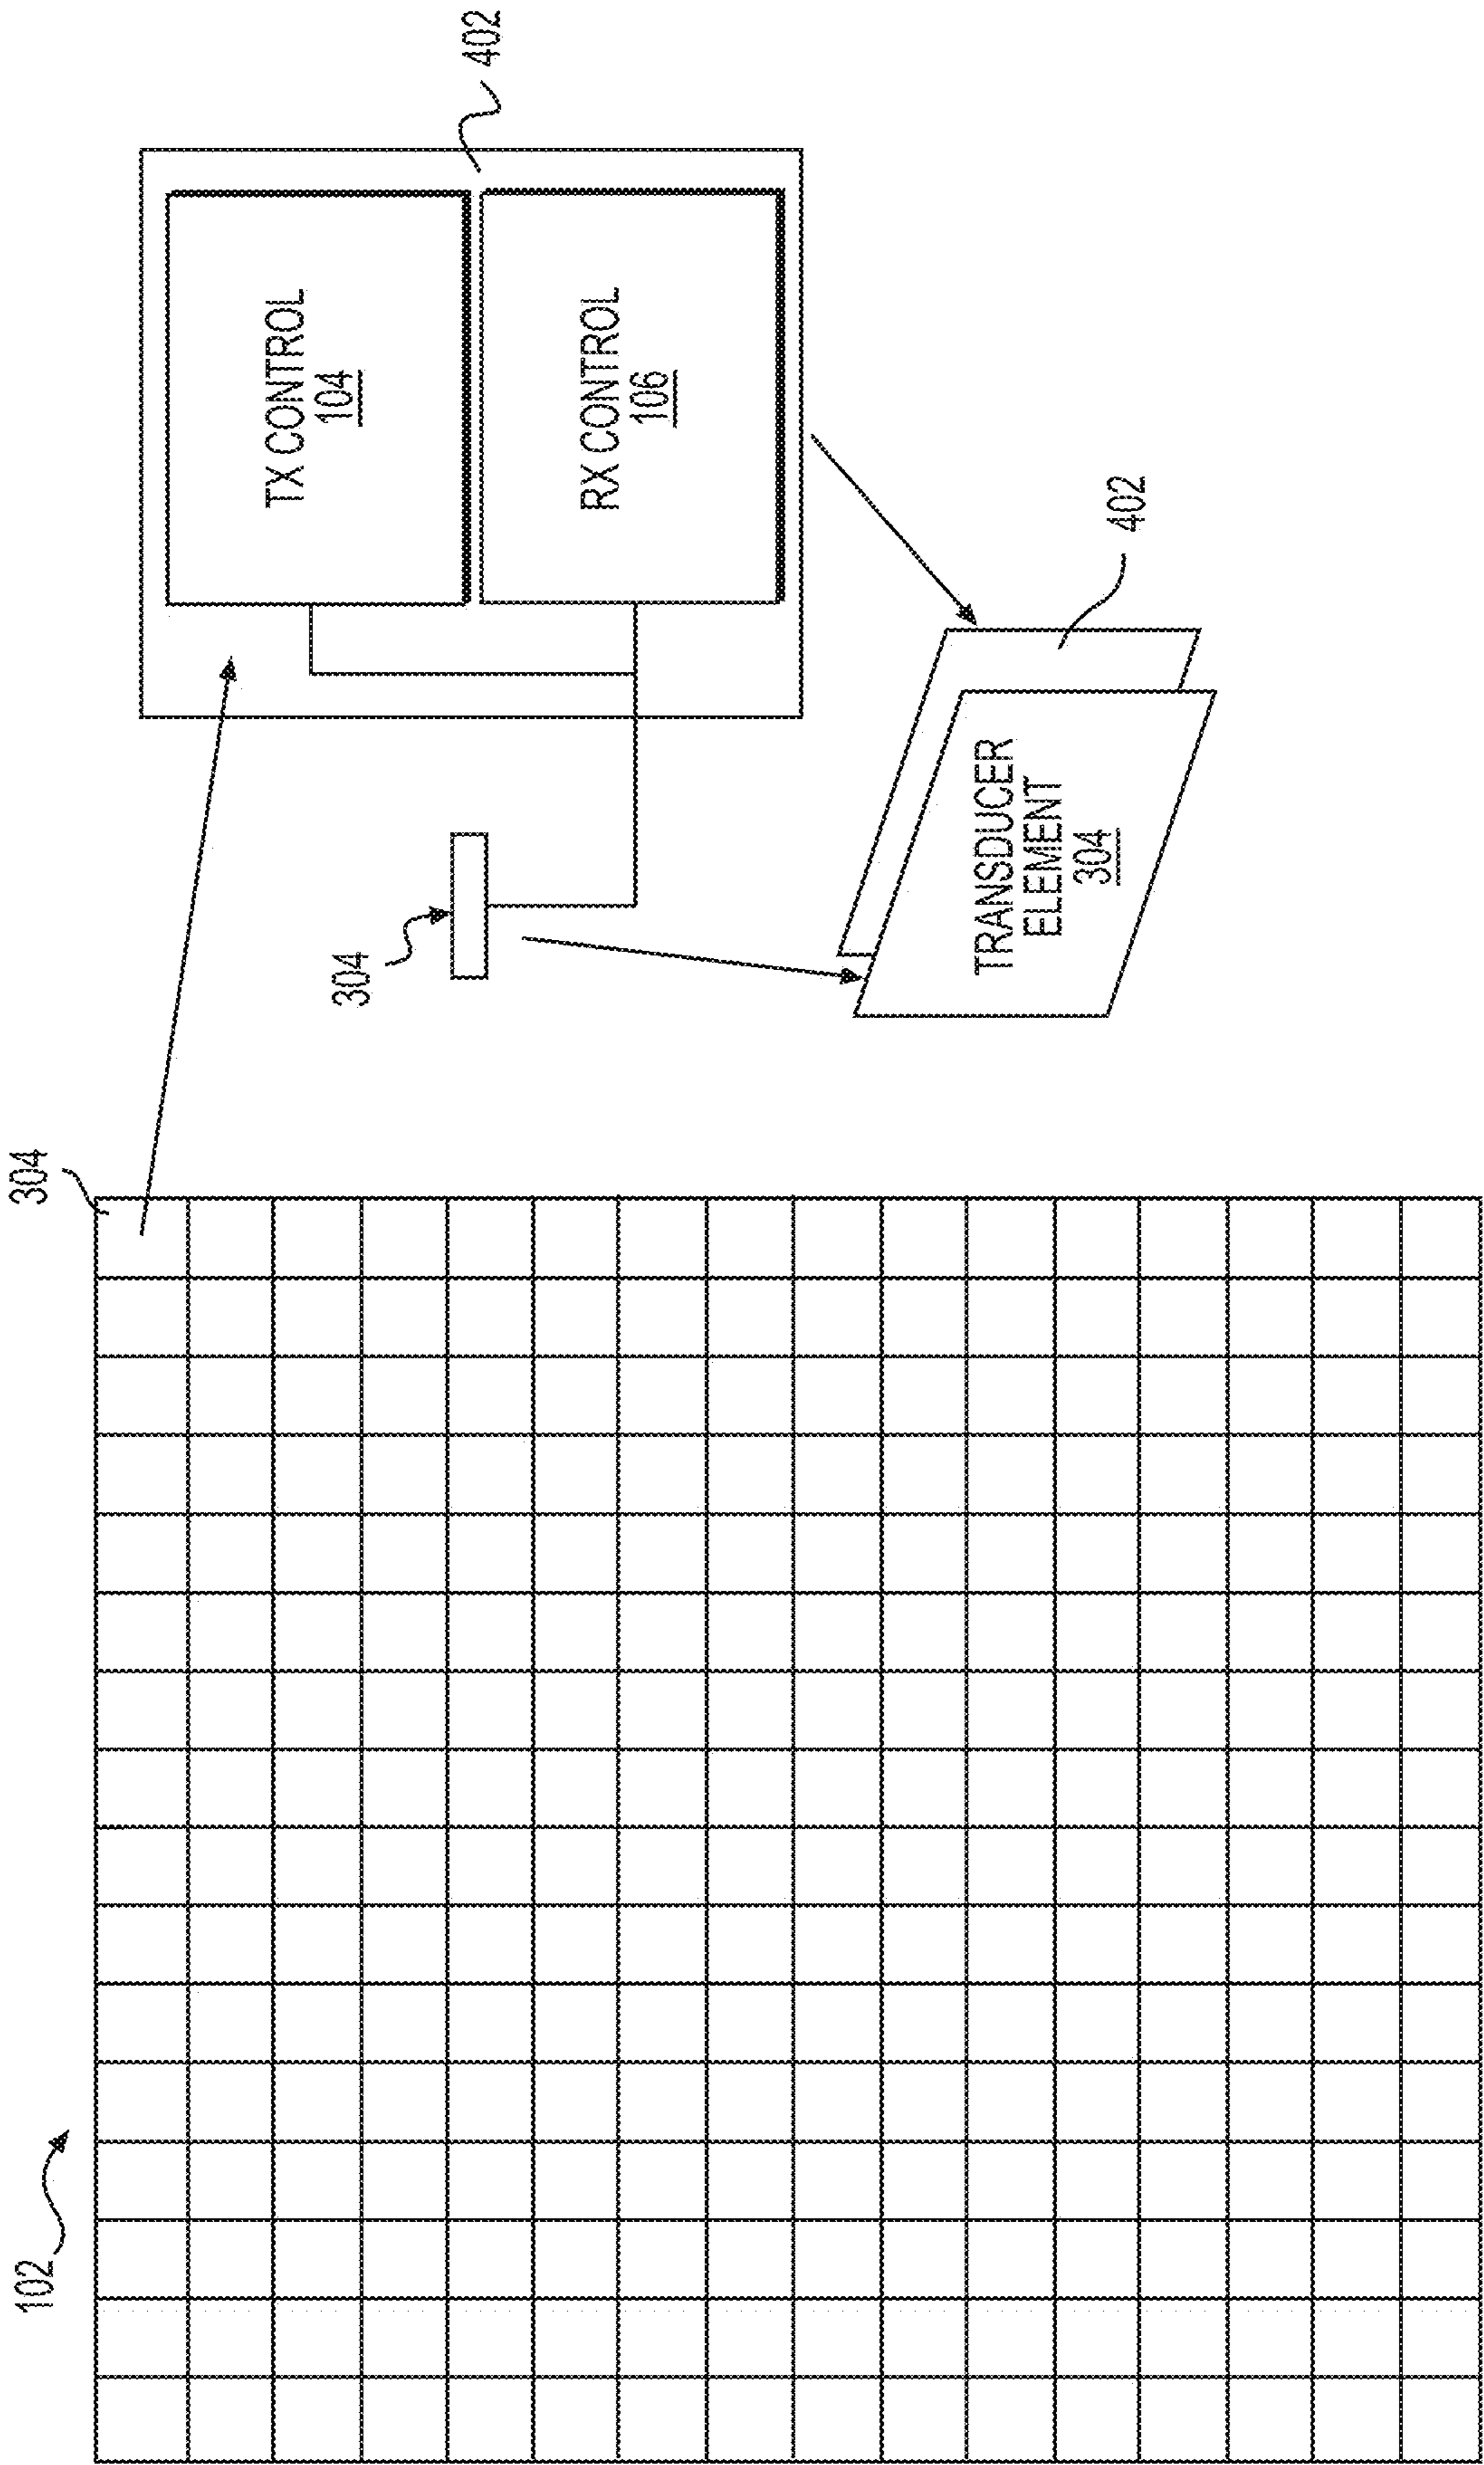 102
304
304
TX CONTROL
104
RX CONTROL
106
402
TRANSDUCER
ELEMENT
304
402